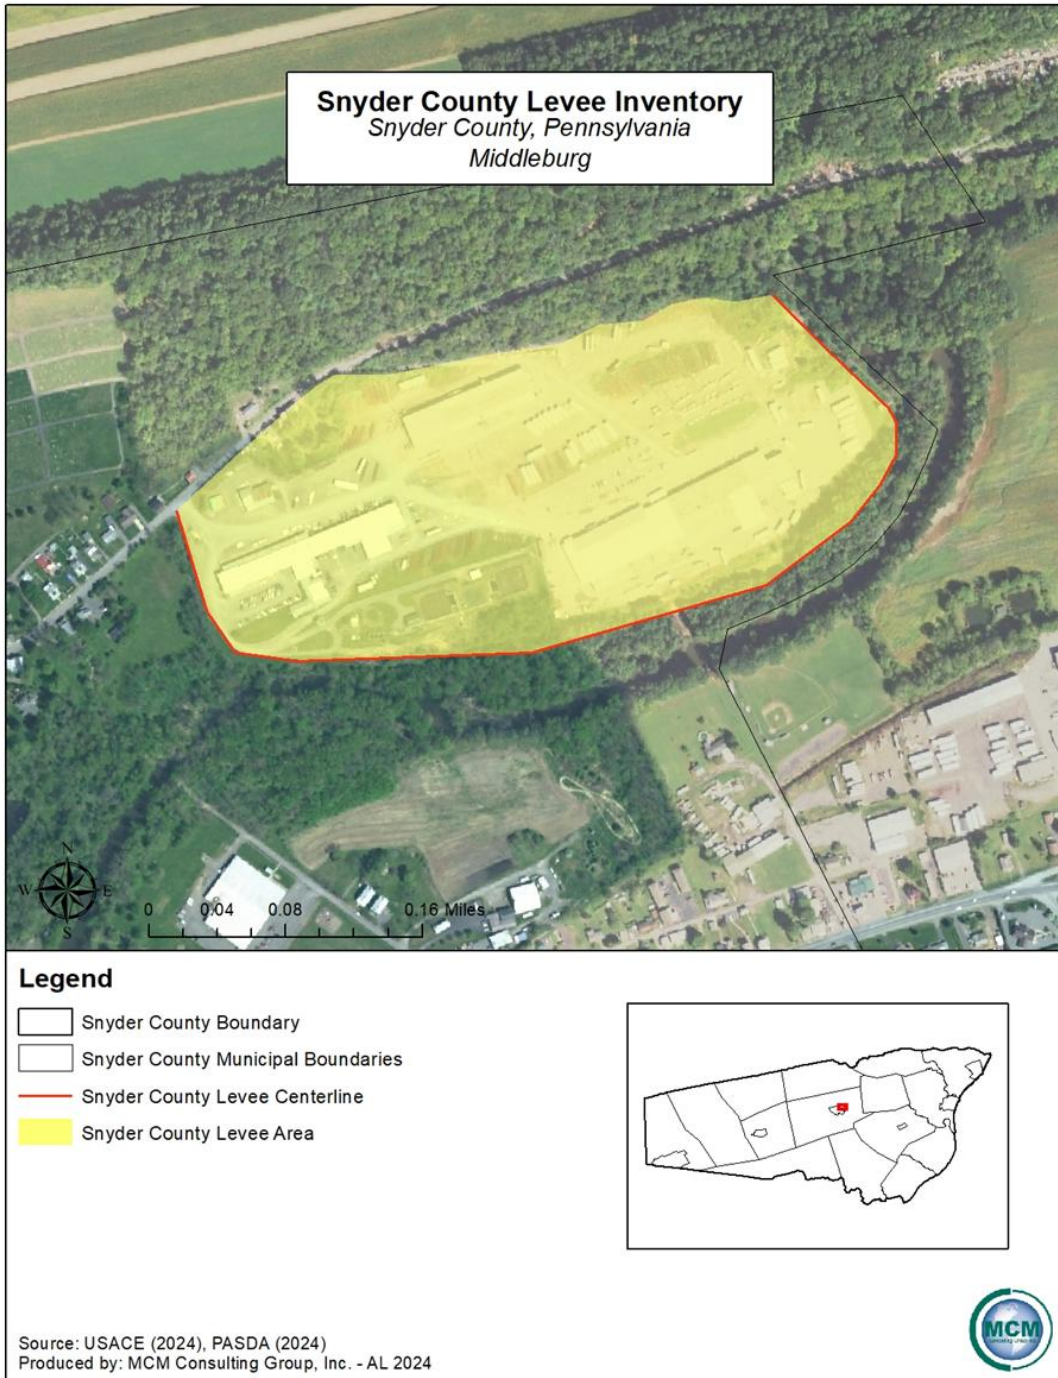 Snyder County Levee Inventory
Snyder County, Pennsylvania
Middleburg
N
W E
S
0 0.04 0.08 0.16 Miles
Legend
Snyder County Boundary
Snyder County Municipal Boundaries
Snyder County Levee Centerline
Snyder County Levee Area
Source: USACE (2024), PASDA (2024)
Produced by: MCM Consulting Group, Inc. - AL 2024
MCM